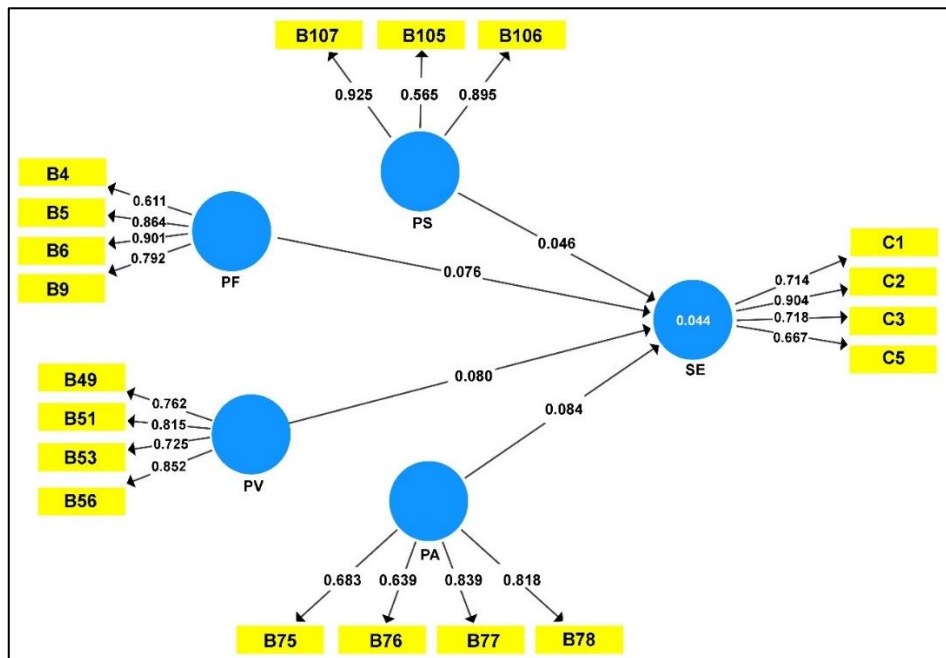 B107 B105 B106
0.925 0.565 0.895
PS
B4
B5
B6
B9
0.611
0.864
0.901
0.792
PF
0.046
0.076
C1
C2
C3
C5
0.714
0.904
0.718
0.667
0.044
SE
B49
B51
B53
B56
0.762
0.815
0.725
0.852
PV
0.080
0.084
PA
0.683 0.639 0.839 0.818
B75 B76 B77 B78